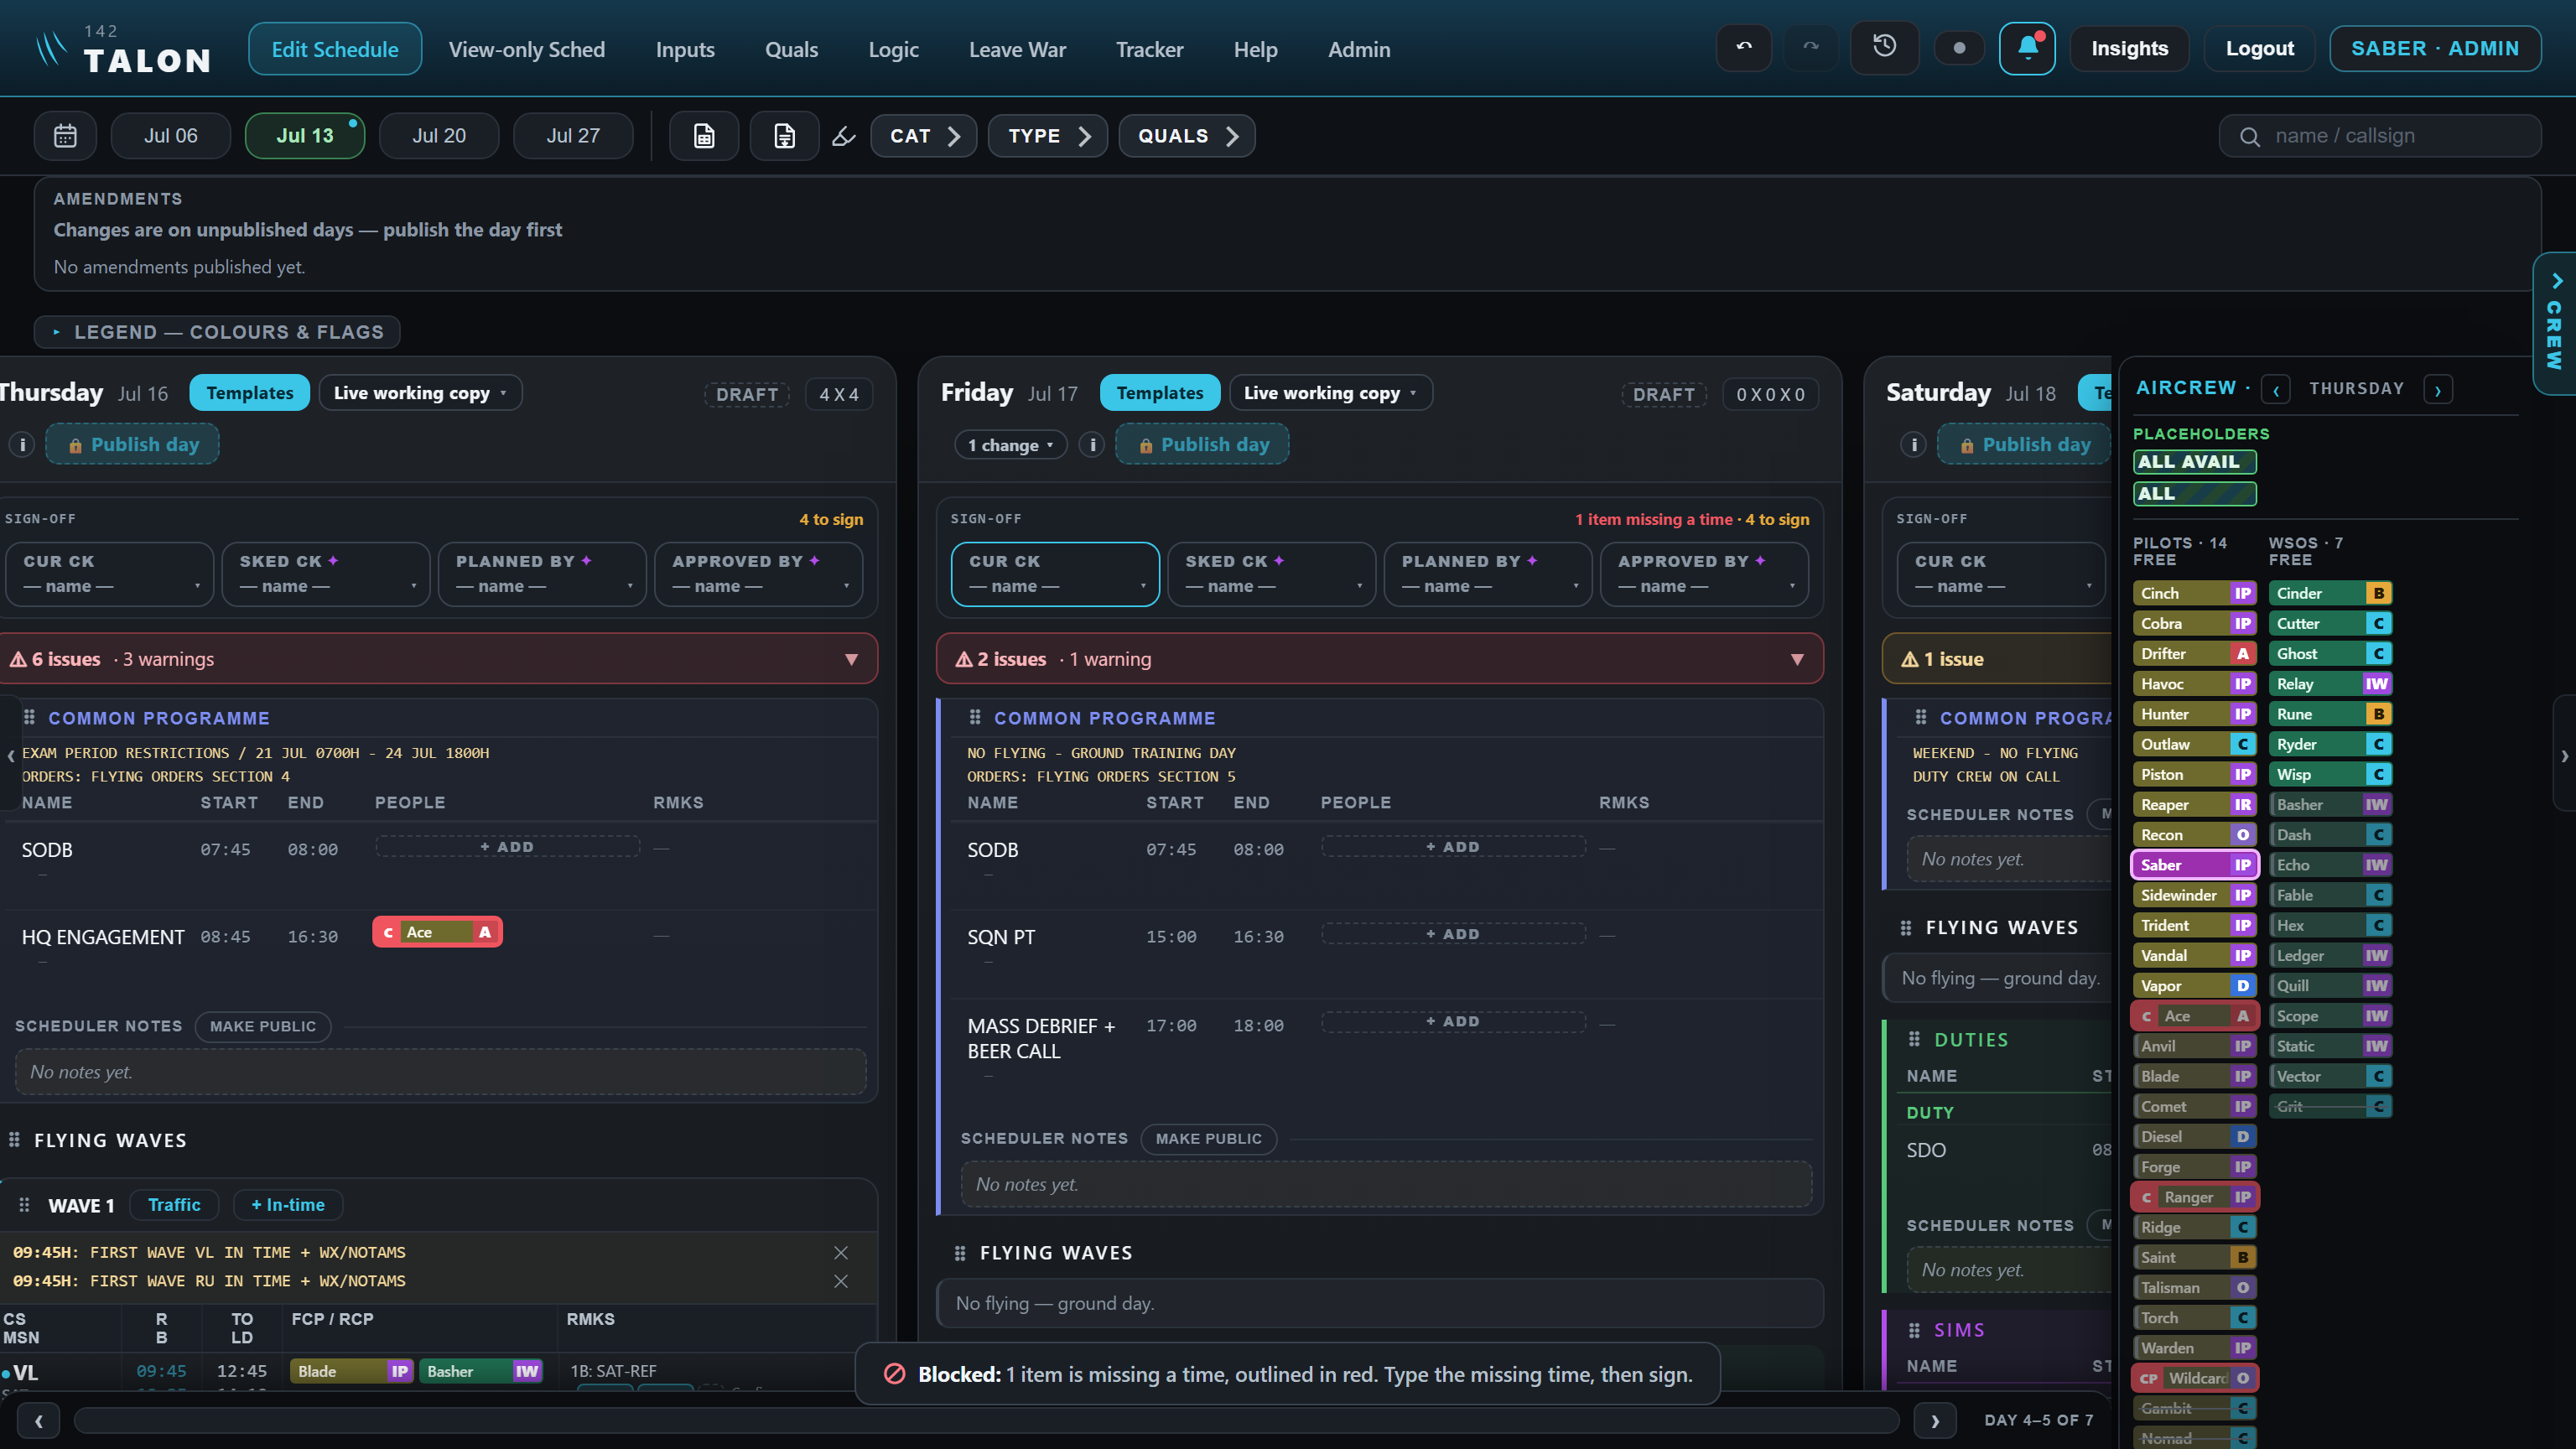 142
TALON
Edit Schedule
View-only Sched
Inputs
Quals
Logic
Leave War
Tracker
Help
Admin
Insights
Logout
SABER · ADMIN
Jul 06
Jul 13
Jul 20
Jul 27
CAT
TYPE
QUALS
name / callsign
AMENDMENTS
Changes are on unpublished days — publish the day first
No amendments published yet.
LEGEND — COLOURS & FLAGS
CREW
Thursday Jul 16 Templates Live working copy DRAFT 4 X 4
i Publish day
SIGN-OFF 4 to sign
CUR CK — name —
SKED CK — name —
PLANNED BY — name —
APPROVED BY — name —
6 issues · 3 warnings
COMMON PROGRAMME
EXAM PERIOD RESTRICTIONS / 21 JUL 0700H - 24 JUL 1800H
ORDERS: FLYING ORDERS SECTION 4
NAME START END PEOPLE RMKS
SODB 07:45 08:00 + ADD —
—
HQ ENGAGEMENT 08:45 16:30 C Ace A —
—
SCHEDULER NOTES MAKE PUBLIC
No notes yet.
FLYING WAVES
WAVE 1 Traffic + In-time
09:45H: FIRST WAVE VL IN TIME + WX/NOTAMS
09:45H: FIRST WAVE RU IN TIME + WX/NOTAMS
CS R TO FCP / RCP RMKS
MSN B LD
VL 09:45 12:45 Blade IP Basher IW 1B: SAT-REF
Friday Jul 17 Templates Live working copy DRAFT 0 X 0 X 0
1 change i Publish day
SIGN-OFF 1 item missing a time · 4 to sign
CUR CK — name —
SKED CK — name —
PLANNED BY — name —
APPROVED BY — name —
2 issues · 1 warning
COMMON PROGRAMME
NO FLYING - GROUND TRAINING DAY
ORDERS: FLYING ORDERS SECTION 5
NAME START END PEOPLE RMKS
SODB 07:45 08:00 + ADD —
—
SQN PT 15:00 16:30 + ADD —
—
MASS DEBRIEF + 17:00 18:00 + ADD —
BEER CALL
—
SCHEDULER NOTES MAKE PUBLIC
No notes yet.
FLYING WAVES
No flying — ground day.
Saturday Jul 18 Te
i Publish day
SIGN-OFF
CUR CK — name —
1 issue
COMMON PROGRA
WEEKEND - NO FLYING
DUTY CREW ON CALL
SCHEDULER NOTES M
No notes yet.
FLYING WAVES
No flying — ground day.
DUTIES
NAME ST
DUTY
SDO 08
SCHEDULER NOTES M
No notes yet.
SIMS
NAME ST
AIRCREW · THURSDAY
PLACEHOLDERS
ALL AVAIL
ALL
PILOTS · 14 FREE
Cinch IP
Cobra IP
Drifter A
Havoc IP
Hunter IP
Outlaw C
Piston IP
Reaper IR
Recon O
Saber IP
Sidewinder IP
Trident IP
Vandal IP
Vapor D
C Ace A
Anvil IP
Blade IP
Comet IP
Diesel D
Forge IP
C Ranger IP
Ridge C
Saint B
Talisman O
Torch C
Warden IP
CP Wildcard O
Gambit C
Nomad C
WSOS · 7 FREE
Cinder B
Cutter C
Ghost C
Relay IW
Rune B
Ryder C
Wisp C
Basher IW
Dash C
Echo IW
Fable C
Hex C
Ledger IW
Quill IW
Scope IW
Static IW
Vector C
Grit C
Blocked: 1 item is missing a time, outlined in red. Type the missing time, then sign.
DAY 4–5 OF 7